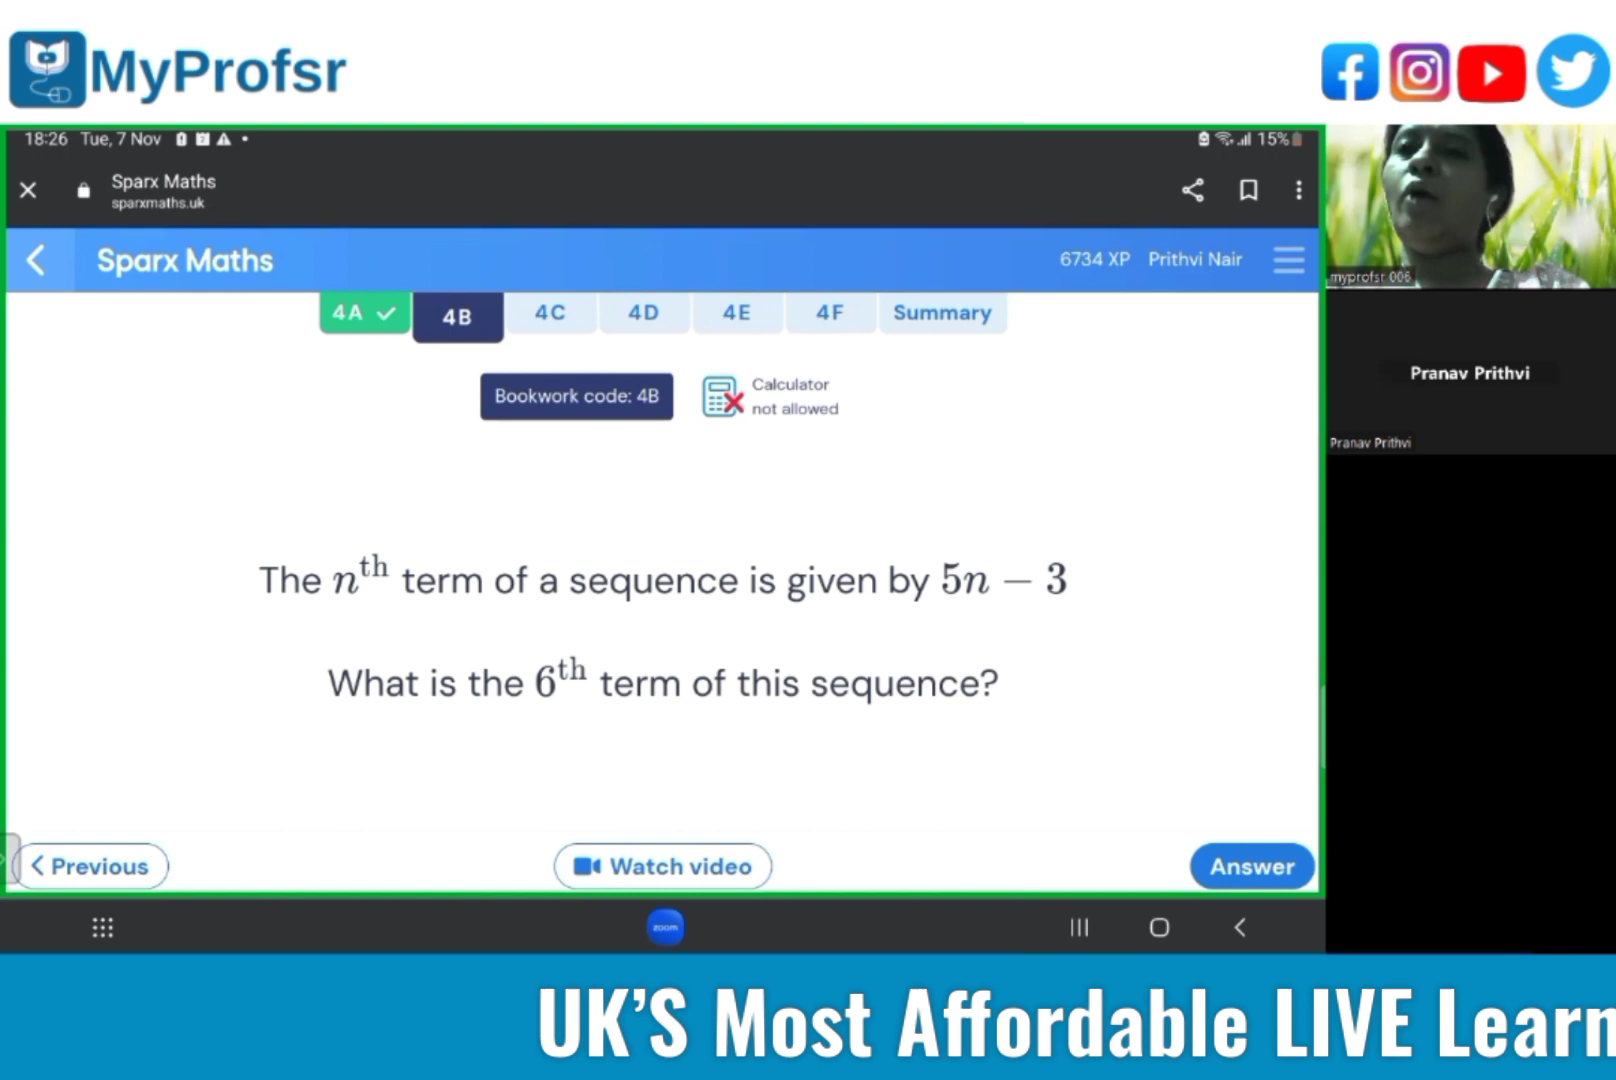 MyProfsr
18:26 Tue, 7 Nov
15%
Sparx Maths
sparxmaths.uk
Sparx Maths
6734 XP Prithvi Nair
4A 4B 4C 4D 4E 4F Summary
Bookwork code: 4B
Calculator
not allowed
The nth term of a sequence is given by 5n − 3
What is the 6th term of this sequence?
Previous
Watch video
Answer
zoom
myprofsr 006
Pranav Prithvi
Pranav Prithvi
UK'S Most Affordable LIVE Learn